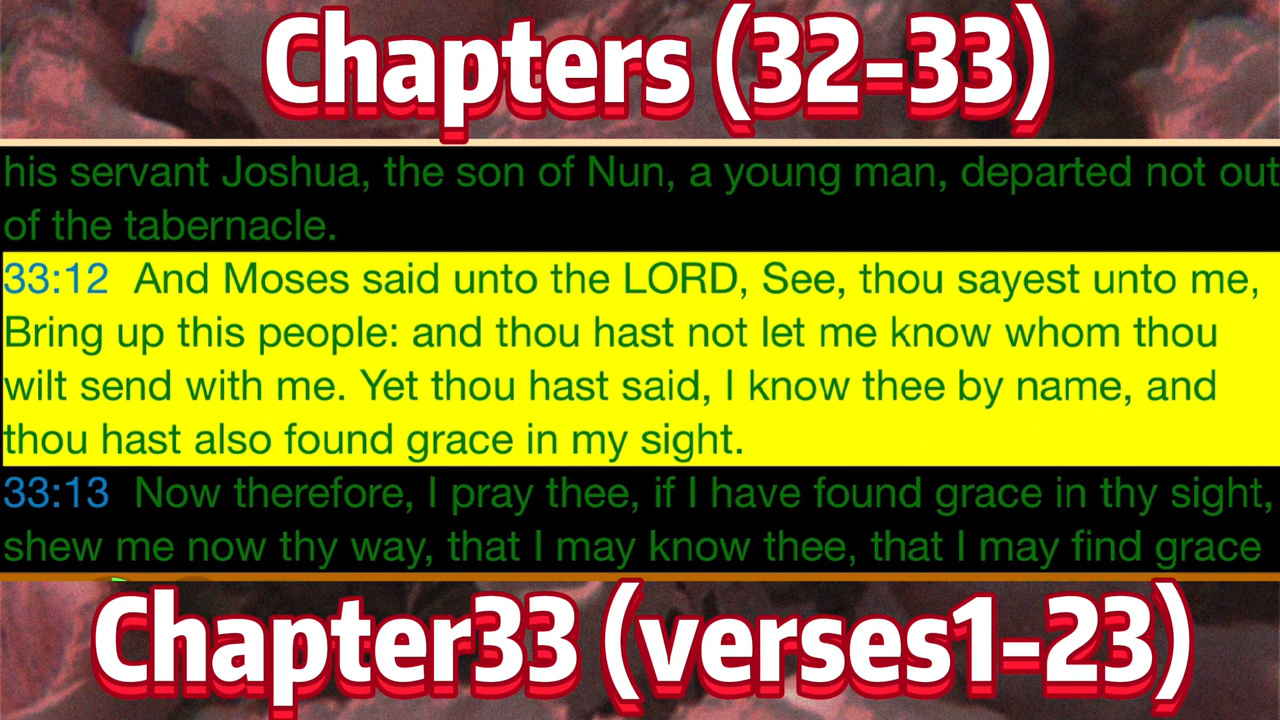 Chapters (32-33)
his servant Joshua, the son of Nun, a young man, departed not out
of the tabernacle.
33:12 And Moses said unto the LORD, See, thou sayest unto me,
Bring up this people: and thou hast not let me know whom thou
wilt send with me. Yet thou hast said, I know thee by name, and
thou hast also found grace in my sight.
33:13 Now therefore, I pray thee, if I have found grace in thy sight,
shew me now thy way, that I may know thee, that I may find grace
Chapter33 (verses1-23)